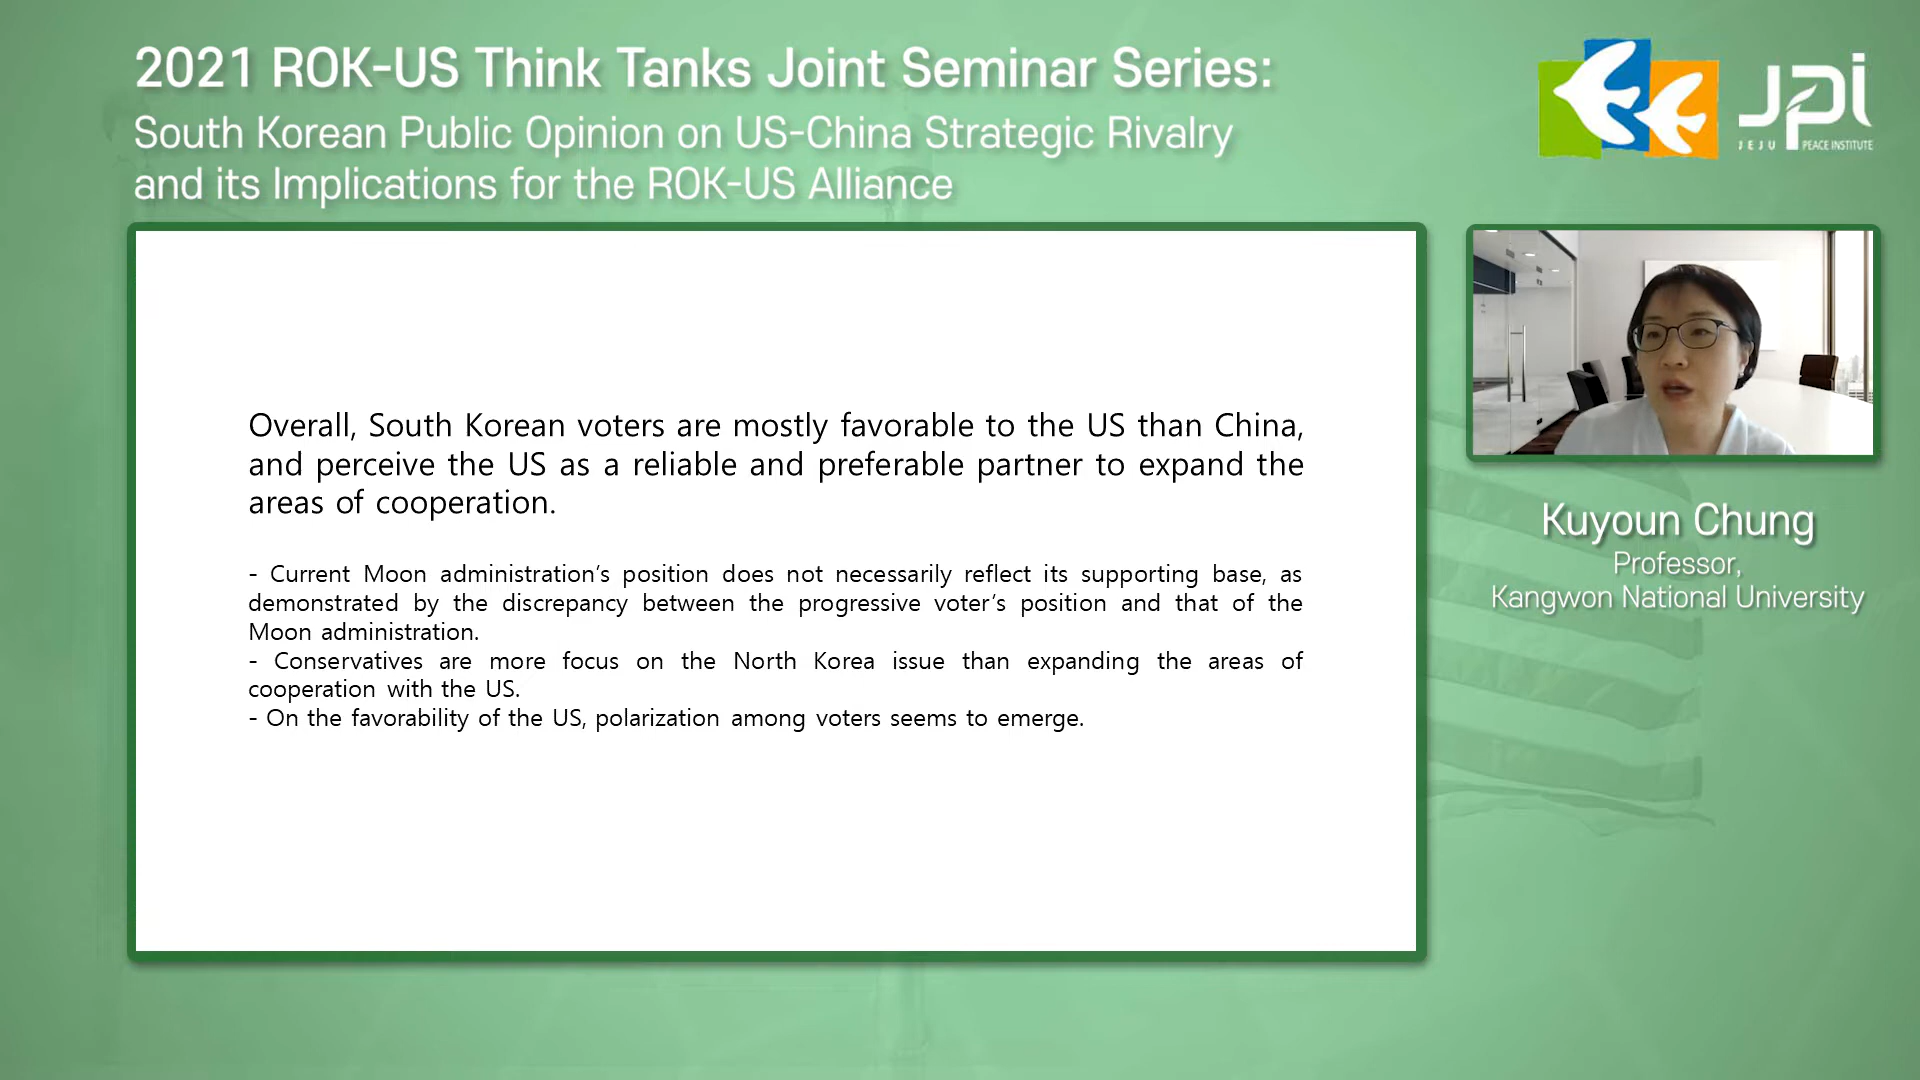 2021 ROK-US Think Tanks Joint Seminar Series:
South Korean Public Opinion on US-China Strategic Rivalry
and its Implications for the ROK-US Alliance
JPI
JEJU PEACE INSTITUTE
Overall, South Korean voters are mostly favorable to the US than China,
and perceive the US as a reliable and preferable partner to expand the
areas of cooperation.
- Current Moon administration’s position does not necessarily reflect its supporting base, as
demonstrated by the discrepancy between the progressive voter’s position and that of the
Moon administration.
- Conservatives are more focus on the North Korea issue than expanding the areas of
cooperation with the US.
- On the favorability of the US, polarization among voters seems to emerge.
Kuyoun Chung
Professor,
Kangwon National University